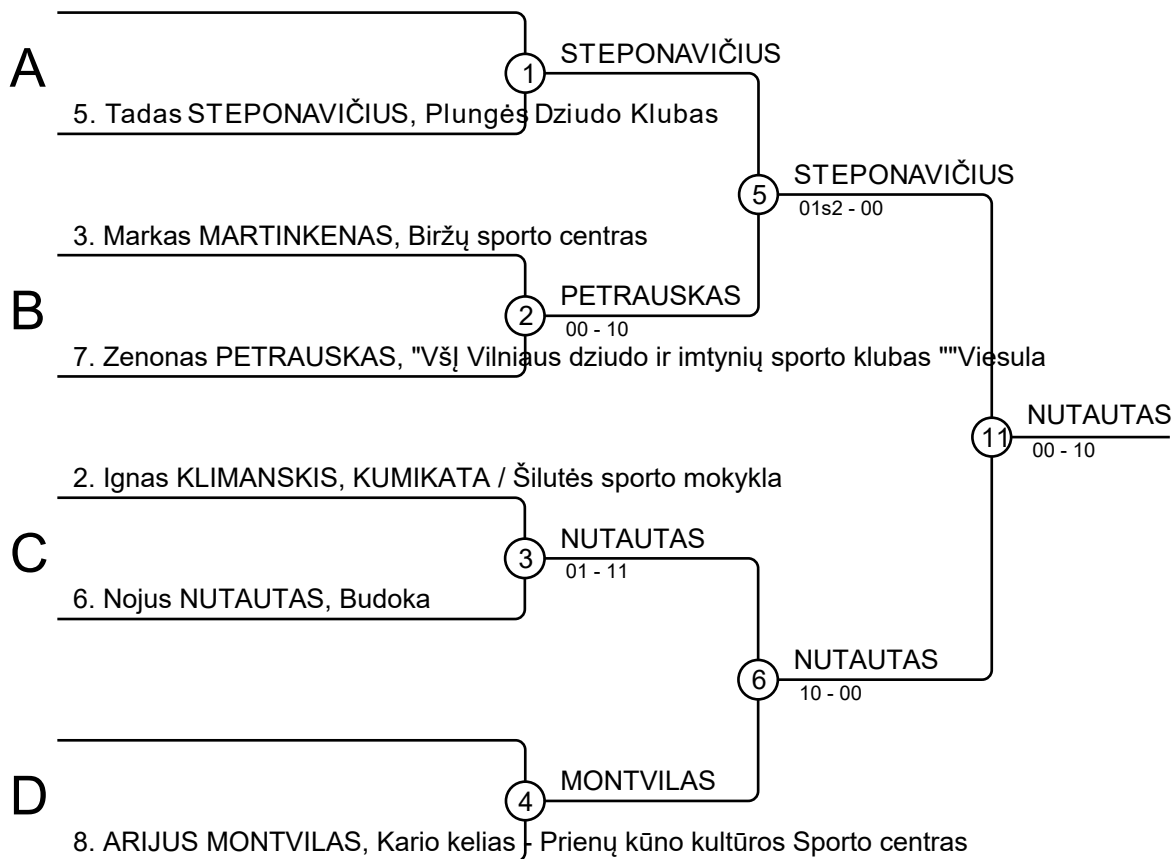 STEPONAVIČIUS
A
1
5. Tadas STEPONAVIČIUS, Plungės Dziudo Klubas
STEPONAVIČIUS
5
01s2 - 00
3. Markas MARTINKENAS, Biržų sporto centras
PETRAUSKAS
B
2
00 - 10
7. Zenonas PETRAUSKAS, "VšĮ Vilniaus dziudo ir imtynių sporto klubas ""Viesula
NUTAUTAS
11
00 - 10
2. Ignas KLIMANSKIS, KUMIKATA / Šilutės sporto mokykla
NUTAUTAS
C
3
01 - 11
6. Nojus NUTAUTAS, Budoka
NUTAUTAS
6
10 - 00
MONTVILAS
D
4
8. ARIJUS MONTVILAS, Kario kelias - Prienų kūno kultūros Sporto centras